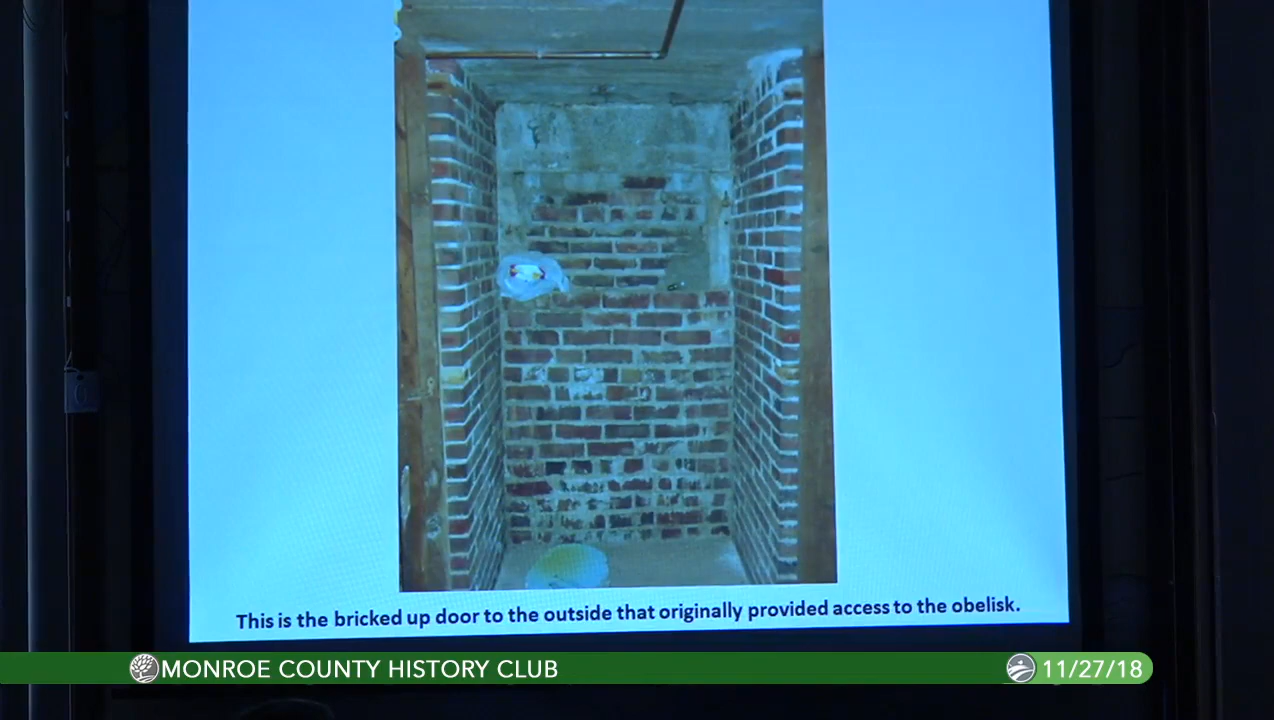 This is the bricked up door to the outside that originally provided access to the obelisk.
MONROE COUNTY HISTORY CLUB
11/27/18